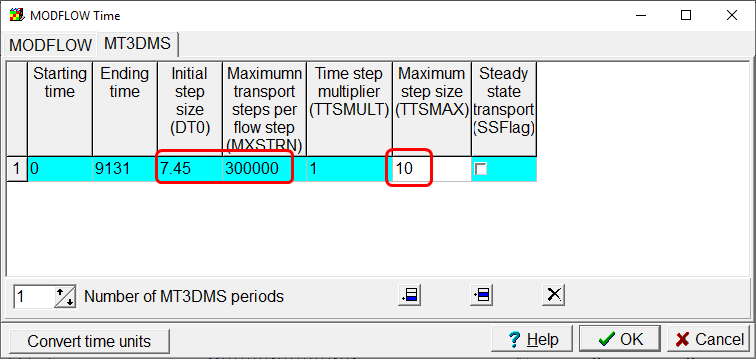 MODFLOW Time
MODFLOW MT3DMS
Starting time Ending time Initial step size (DT0) Maximumn transport steps per flow step (MXSTRN) Time step multiplier (TTSMULT) Maximum step size (TTSMAX) Steady state transport (SSFlag)
1 0 9131 7.45 300000 1 10
1 Number of MT3DMS periods
Convert time units ? Help OK Cancel